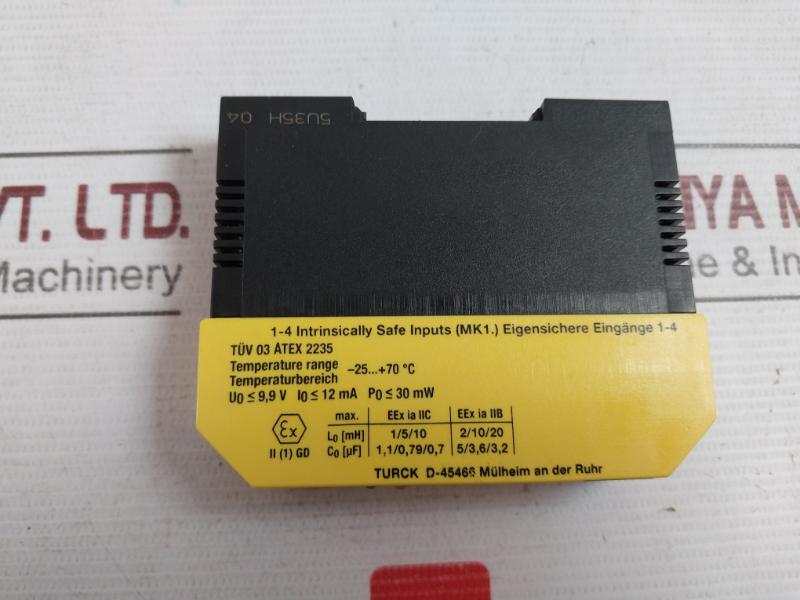 5U35H 04
VT. LTD.
Machinery
IYA M
e & In
1-4 Intrinsically Safe Inputs (MK1.) Eigensichere Eingänge 1-4
TÜV 03 ATEX 2235
Temperature range
Temperaturbereich
–25...+70 °C
U0 ≤ 9,9 V I0 ≤ 12 mA P0 ≤ 30 mW
max. EEx ia IIC EEx ia IIB
L0 [mH] 1/5/10 2/10/20
C0 [µF] 1,1/0,79/0,7 5/3,6/3,2
Ex
II (1) GD
TURCK D-45466 Mülheim an der Ruhr